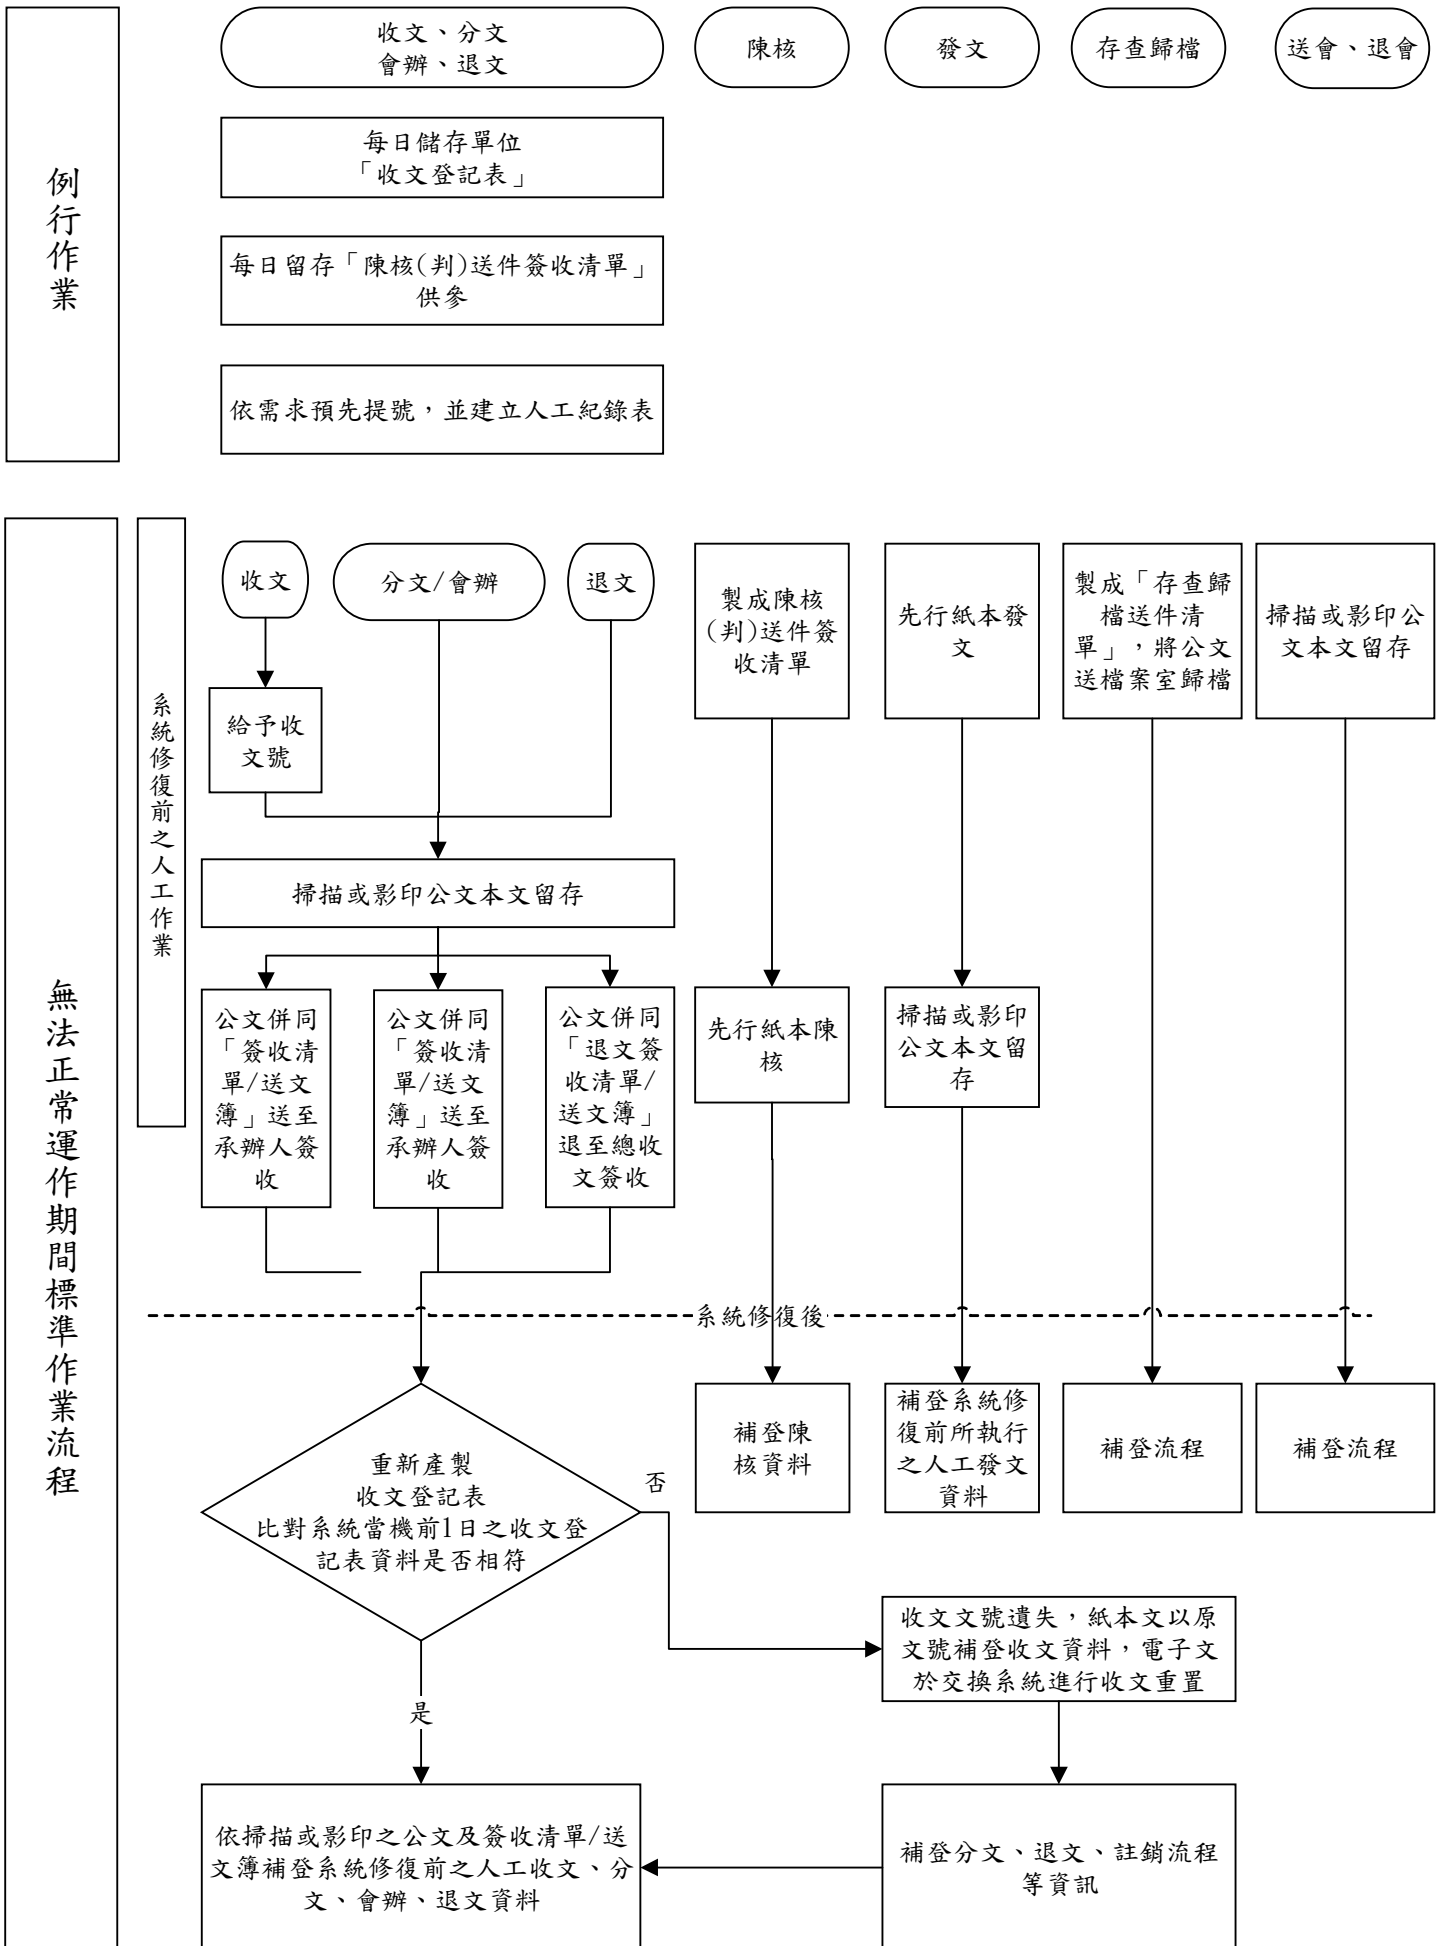 例行作業
收文、分文
會辦、退文
陳核
發文
存查歸檔
送會、退會
每日儲存單位
「收文登記表」
每日留存「陳核(判)送件簽收清單」
供參
依需求預先提號，並建立人工紀錄表
無法正常運作期間標準作業流程
系統修復前之人工作業
收文
分文/會辦
退文
給予收
文號
掃描或影印公文本文留存
公文併同
「簽收清
單/送文
簿」送至
承辦人簽
收
公文併同
「簽收清
單/送文
簿」送至
承辦人簽
收
公文併同
「退文簽
收清單/
送文簿」
退至總收
文簽收
製成陳核
(判)送件簽
收清單
先行紙本發
文
製成「存查歸
檔送件清
單」，將公文
送檔案室歸檔
掃描或影印公
文本文留存
先行紙本陳
核
掃描或影印
公文本文留
存
系統修復後
重新產製
收文登記表
比對系統當機前1日之收文登
記表資料是否相符
否
是
補登陳
核資料
補登系統修
復前所執行
之人工發文
資料
補登流程
補登流程
收文文號遺失，紙本文以原
文號補登收文資料，電子文
於交換系統進行收文重置
補登分文、退文、註銷流程
等資訊
依掃描或影印之公文及簽收清單/送
文簿補登系統修復前之人工收文、分
文、會辦、退文資料